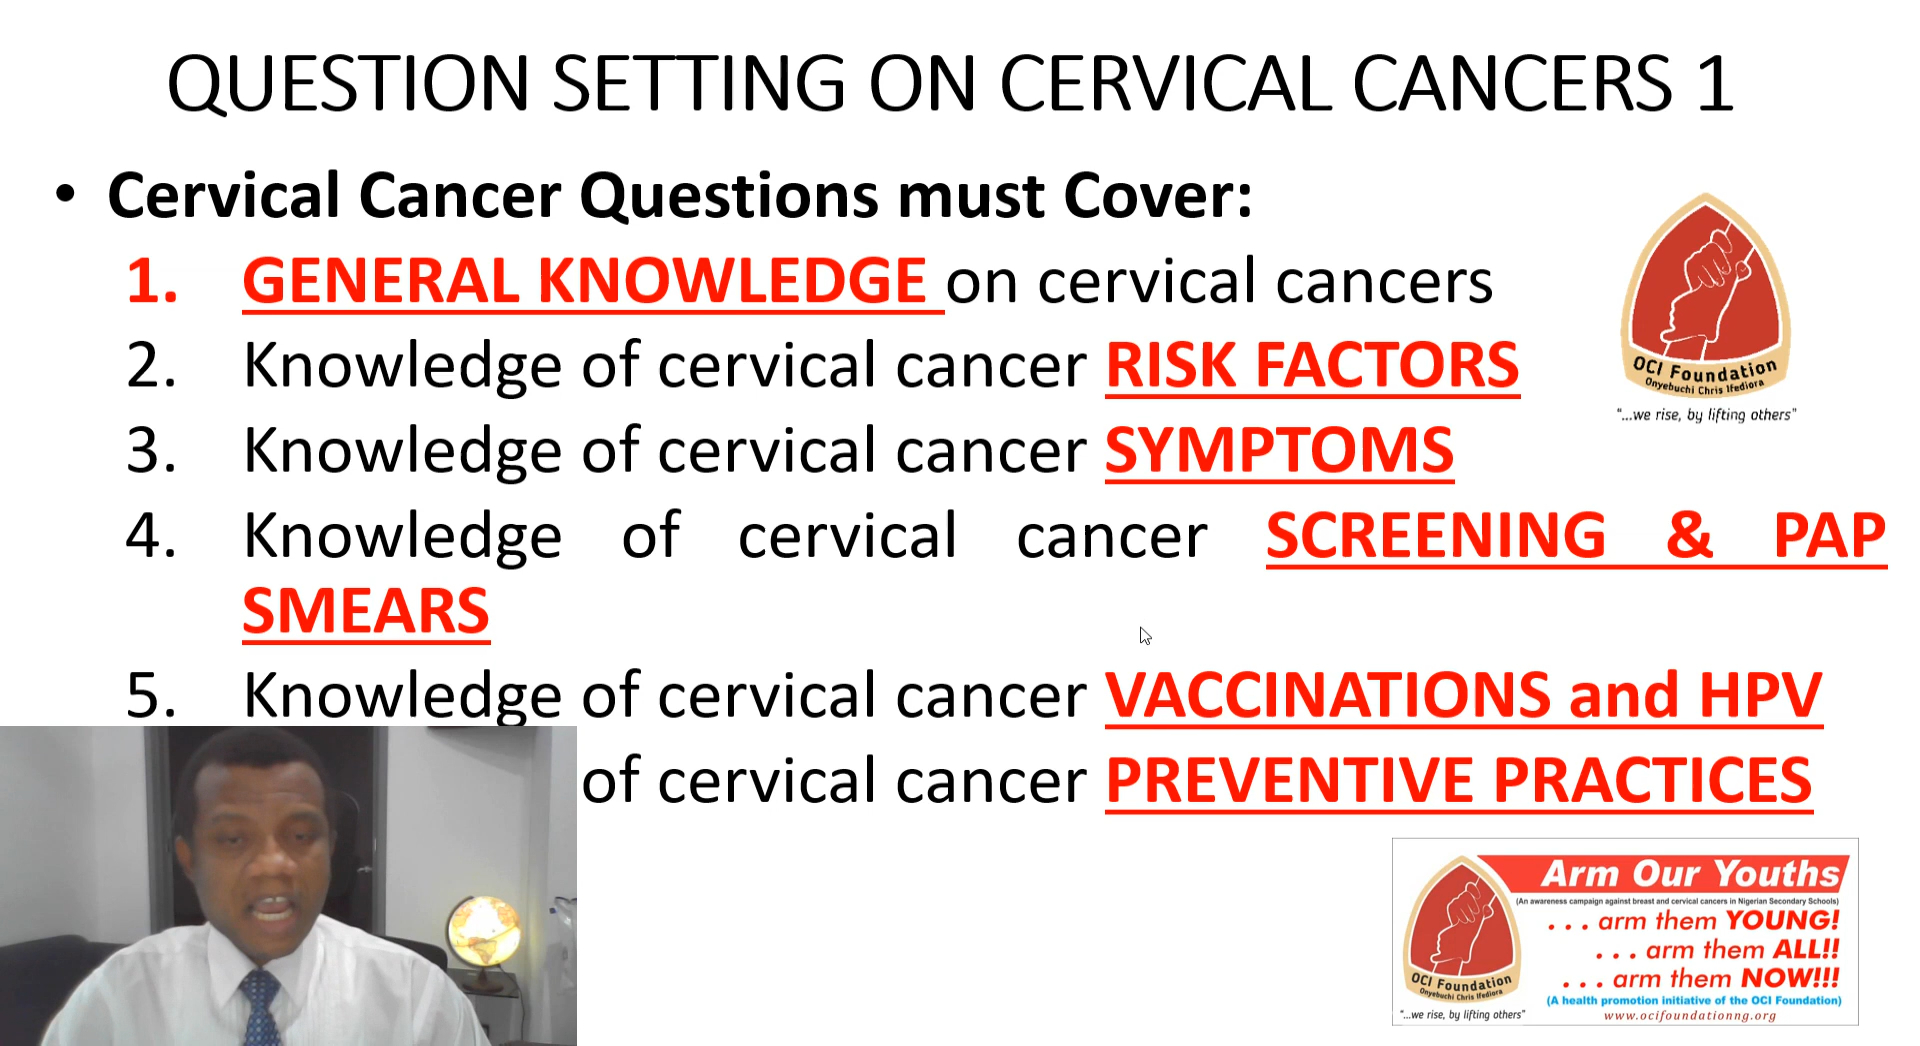 QUESTION SETTING ON CERVICAL CANCERS 1
• Cervical Cancer Questions must Cover:
1. GENERAL KNOWLEDGE on cervical cancers
2. Knowledge of cervical cancer RISK FACTORS
3. Knowledge of cervical cancer SYMPTOMS
4. Knowledge of cervical cancer SCREENING & PAP
SMEARS
5. Knowledge of cervical cancer VACCINATIONS and HPV
of cervical cancer PREVENTIVE PRACTICES
OCI Foundation
Onyebuchi Chris Ifediora
"...we rise, by lifting others"
Arm Our Youths
(An awareness campaign against breast and cervical cancers in Nigerian Secondary Schools)
. . . arm them YOUNG!
. . . arm them ALL!!
. . . arm them NOW!!!
(A health promotion initiative of the OCI Foundation)
www.ocifoundationng.org
OCI Foundation
Onyebuchi Chris Ifediora
"...we rise, by lifting others"